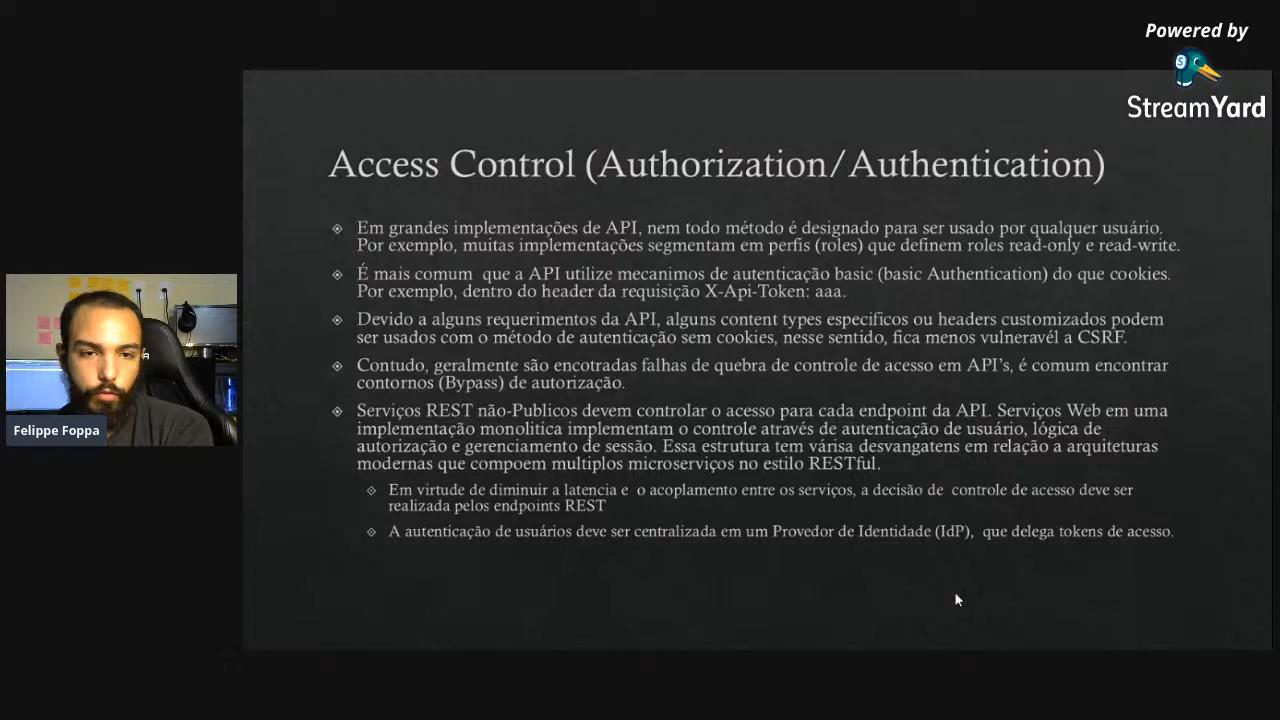 Powered by
StreamYard
Access Control (Authorization/Authentication)
Em grandes implementações de API, nem todo método é designado para ser usado por qualquer usuário.
Por exemplo, muitas implementações segmentam em perfis (roles) que definem roles read-only e read-write.
É mais comum que a API utilize mecanimos de autenticação basic (basic Authentication) do que cookies.
Por exemplo, dentro do header da requisição X-Api-Token: aaa.
Devido a alguns requerimentos da API, alguns content types especificos ou headers customizados podem
ser usados com o método de autenticação sem cookies, nesse sentido, fica menos vulneravél a CSRF.
Contudo, geralmente são encotradas falhas de quebra de controle de acesso em API's, é comum encontrar
contornos (Bypass) de autorização.
Serviços REST não-Publicos devem controlar o acesso para cada endpoint da API. Serviços Web em uma
implementação monolitica implementam o controle através de autenticação de usuário, lógica de
autorização e gerenciamento de sessão. Essa estrutura tem várisa desvangatens em relação a arquiteturas
modernas que compoem multiplos microserviços no estilo RESTful.
Em virtude de diminuir a latencia e o acoplamento entre os serviços, a decisão de controle de acesso deve ser
realizada pelos endpoints REST
A autenticação de usuários deve ser centralizada em um Provedor de Identidade (IdP), que delega tokens de acesso.
Felippe Foppa